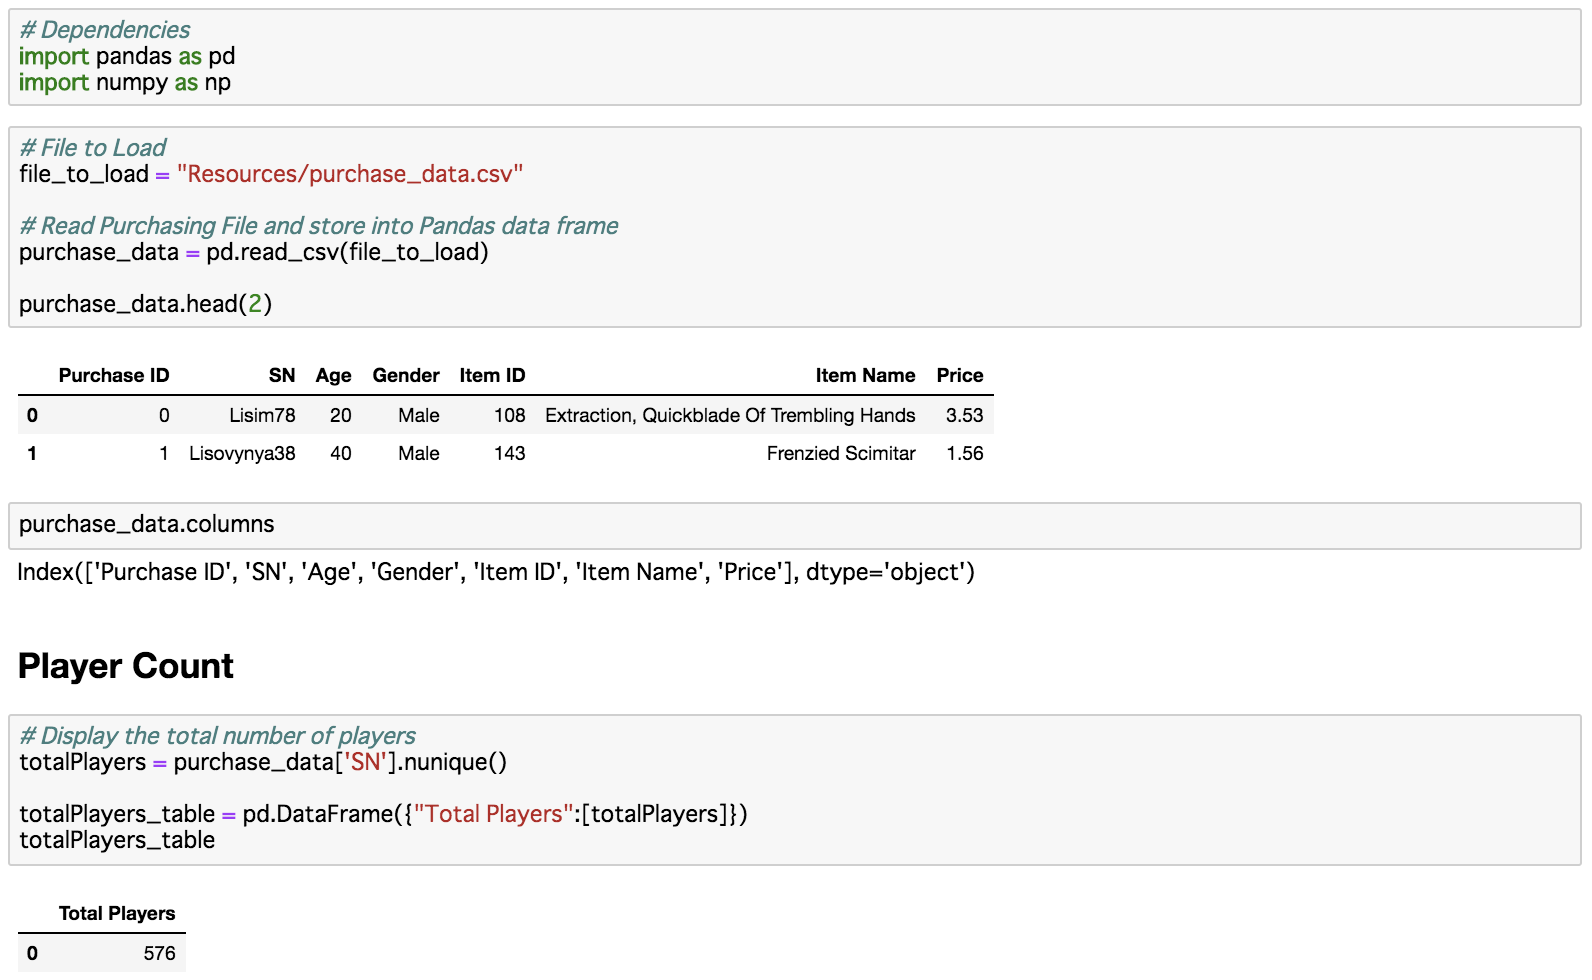 # Dependencies
import pandas as pd
import numpy as np
# File to Load
file_to_load = "Resources/purchase_data.csv"
# Read Purchasing File and store into Pandas data frame
purchase_data = pd.read_csv(file_to_load)
purchase_data.head(2)
Purchase ID SN Age Gender Item ID Item Name Price
0 0 Lisim78 20 Male 108 Extraction, Quickblade Of Trembling Hands 3.53
1 1 Lisovynya38 40 Male 143 Frenzied Scimitar 1.56
purchase_data.columns
Index(['Purchase ID', 'SN', 'Age', 'Gender', 'Item ID', 'Item Name', 'Price'], dtype='object')
Player Count
# Display the total number of players
totalPlayers = purchase_data['SN'].nunique()
totalPlayers_table = pd.DataFrame({"Total Players":[totalPlayers]})
totalPlayers_table
Total Players
0 576